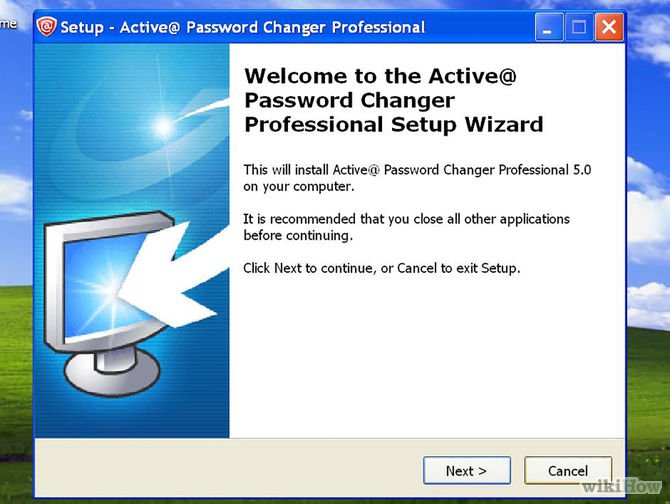 me
Setup - Active@ Password Changer Professional
Welcome to the Active@
Password Changer
Professional Setup Wizard
This will install Active@ Password Changer Professional 5.0
on your computer.
It is recommended that you close all other applications
before continuing.
Click Next to continue, or Cancel to exit Setup.
Next >
Cancel
wikiHow